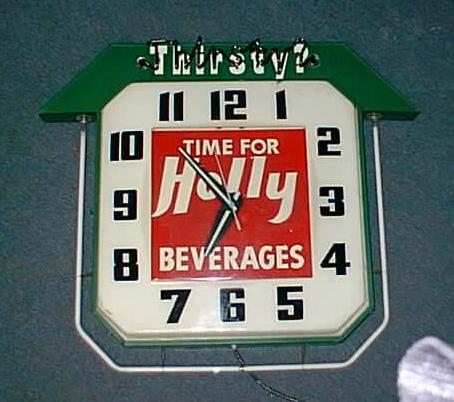 Thirsty?
11 12 1
10 2
9 3
8 4
7 6 5
TIME FOR
Holly
BEVERAGES